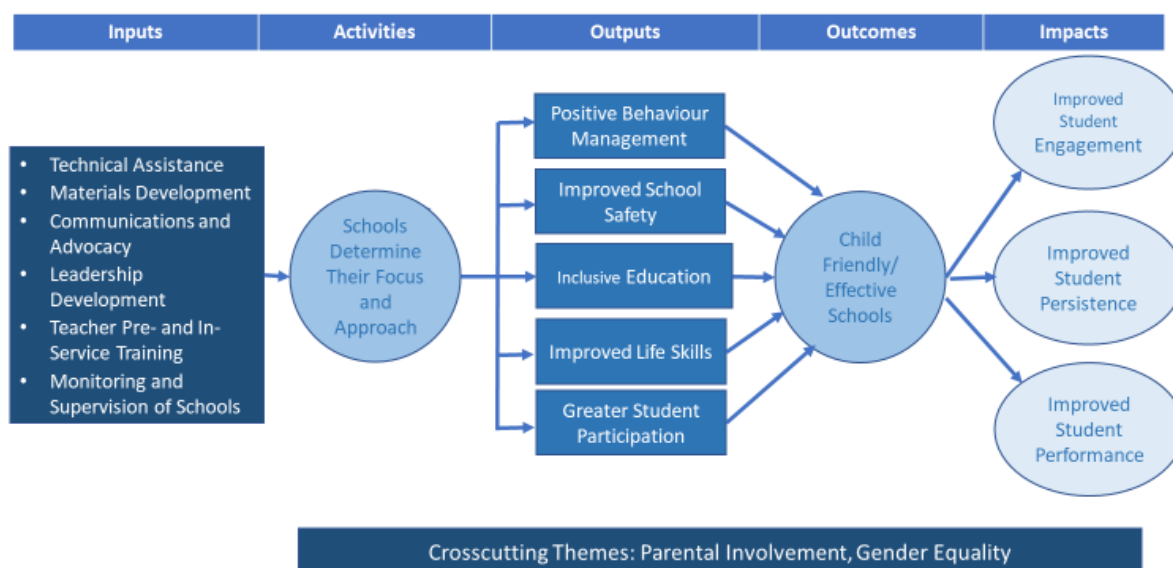 Inputs
Activities
Outputs
Outcomes
Impacts
• Technical Assistance
• Materials Development
• Communications and
Advocacy
• Leadership
Development
• Teacher Pre- and In-
Service Training
• Monitoring and
Supervision of Schools
Schools
Determine
Their Focus
and
Approach
Positive Behaviour
Management
Improved School
Safety
Inclusive Education
Improved Life Skills
Greater Student
Participation
Child
Friendly/
Effective
Schools
Improved
Student
Engagement
Improved
Student
Persistence
Improved
Student
Performance
Crosscutting Themes: Parental Involvement, Gender Equality